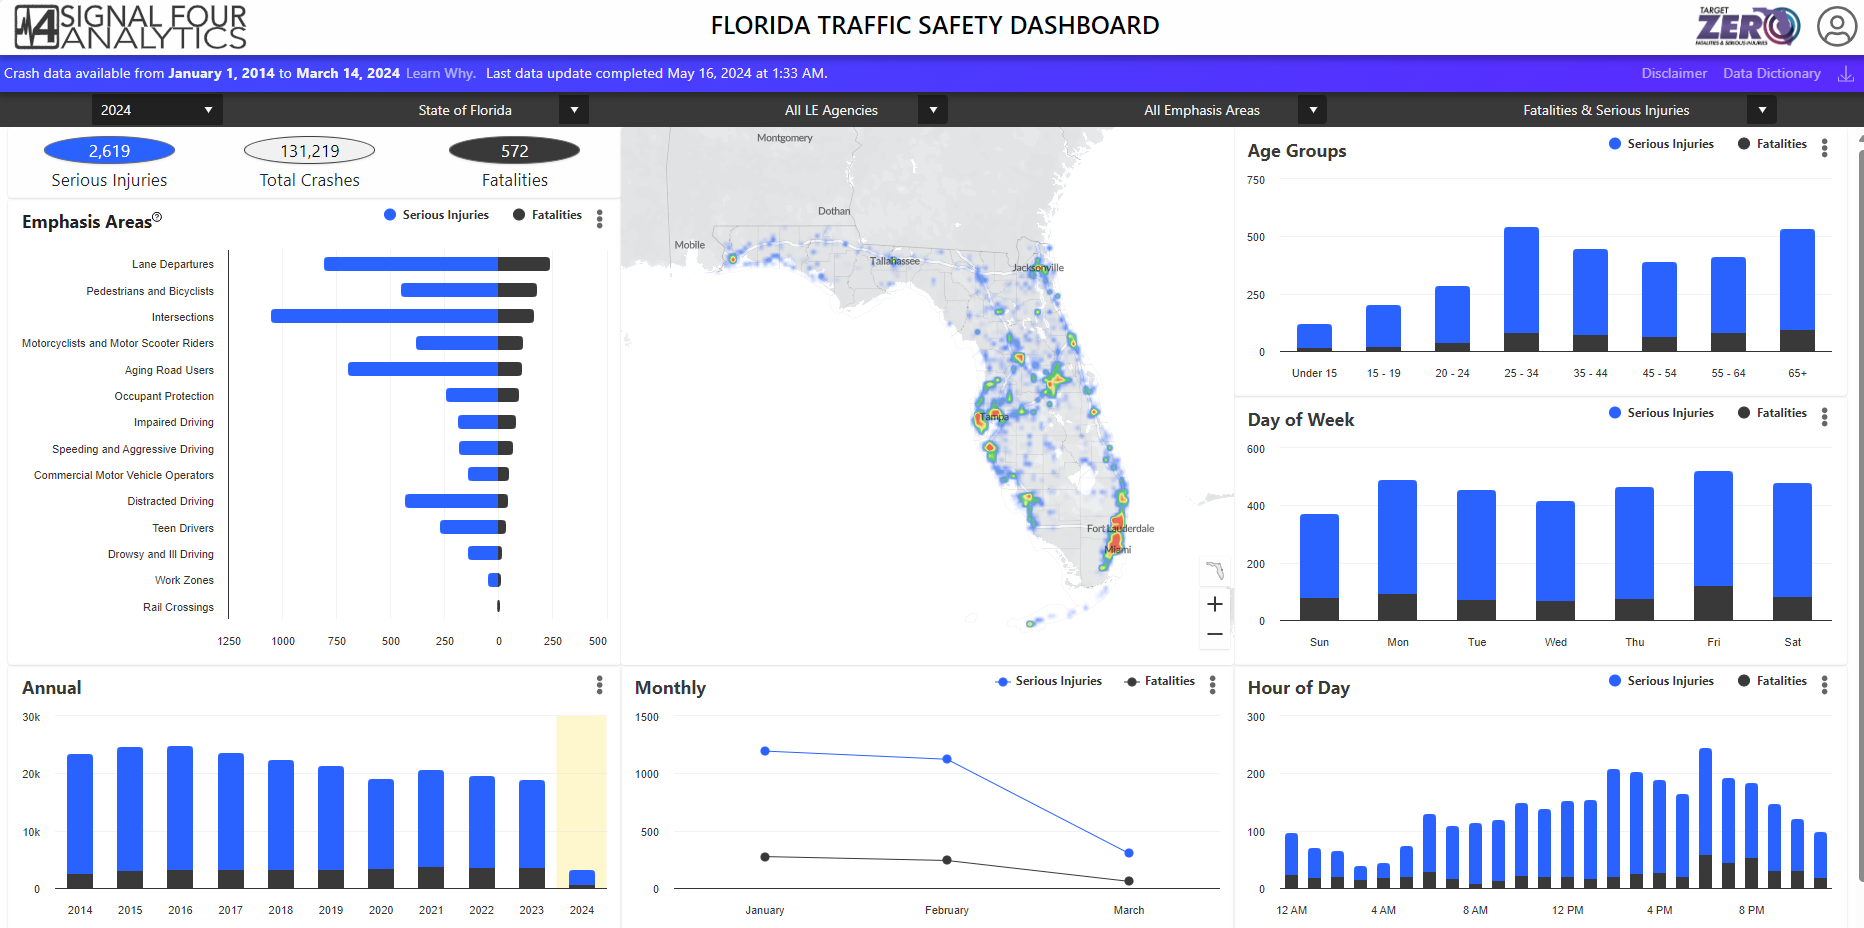 SIGNAL FOUR
ANALYTICS
FLORIDA TRAFFIC SAFETY DASHBOARD
TARGET
ZERO
FATALITIES & SERIOUS INJURIES
Crash data available from January 1, 2014 to March 14, 2024 Learn Why. Last data update completed May 16, 2024 at 1:33 AM.
Disclaimer Data Dictionary
2024 State of Florida All LE Agencies All Emphasis Areas Fatalities & Serious Injuries
2,619 131,219 572
Serious Injuries Total Crashes Fatalities
Emphasis Areas?
Serious Injuries Fatalities
Lane Departures
Pedestrians and Bicyclists
Intersections
Motorcyclists and Motor Scooter Riders
Aging Road Users
Occupant Protection
Impaired Driving
Speeding and Aggressive Driving
Commercial Motor Vehicle Operators
Distracted Driving
Teen Drivers
Drowsy and Ill Driving
Work Zones
Rail Crossings
1250 1000 750 500 250 0 250 500
Montgomery
Dothan
Mobile
Tallahassee
Jacksonville
Tampa
Fort Lauderdale
Miami
+
−
Age Groups
Serious Injuries Fatalities
750
500
250
0
Under 15 15 - 19 20 - 24 25 - 34 35 - 44 45 - 54 55 - 64 65+
Day of Week
Serious Injuries Fatalities
600
400
200
0
Sun Mon Tue Wed Thu Fri Sat
Annual
30k
20k
10k
0
2014 2015 2016 2017 2018 2019 2020 2021 2022 2023 2024
Monthly
Serious Injuries Fatalities
1500
1000
500
0
January February March
Hour of Day
Serious Injuries Fatalities
300
200
100
0
12 AM 4 AM 8 AM 12 PM 4 PM 8 PM